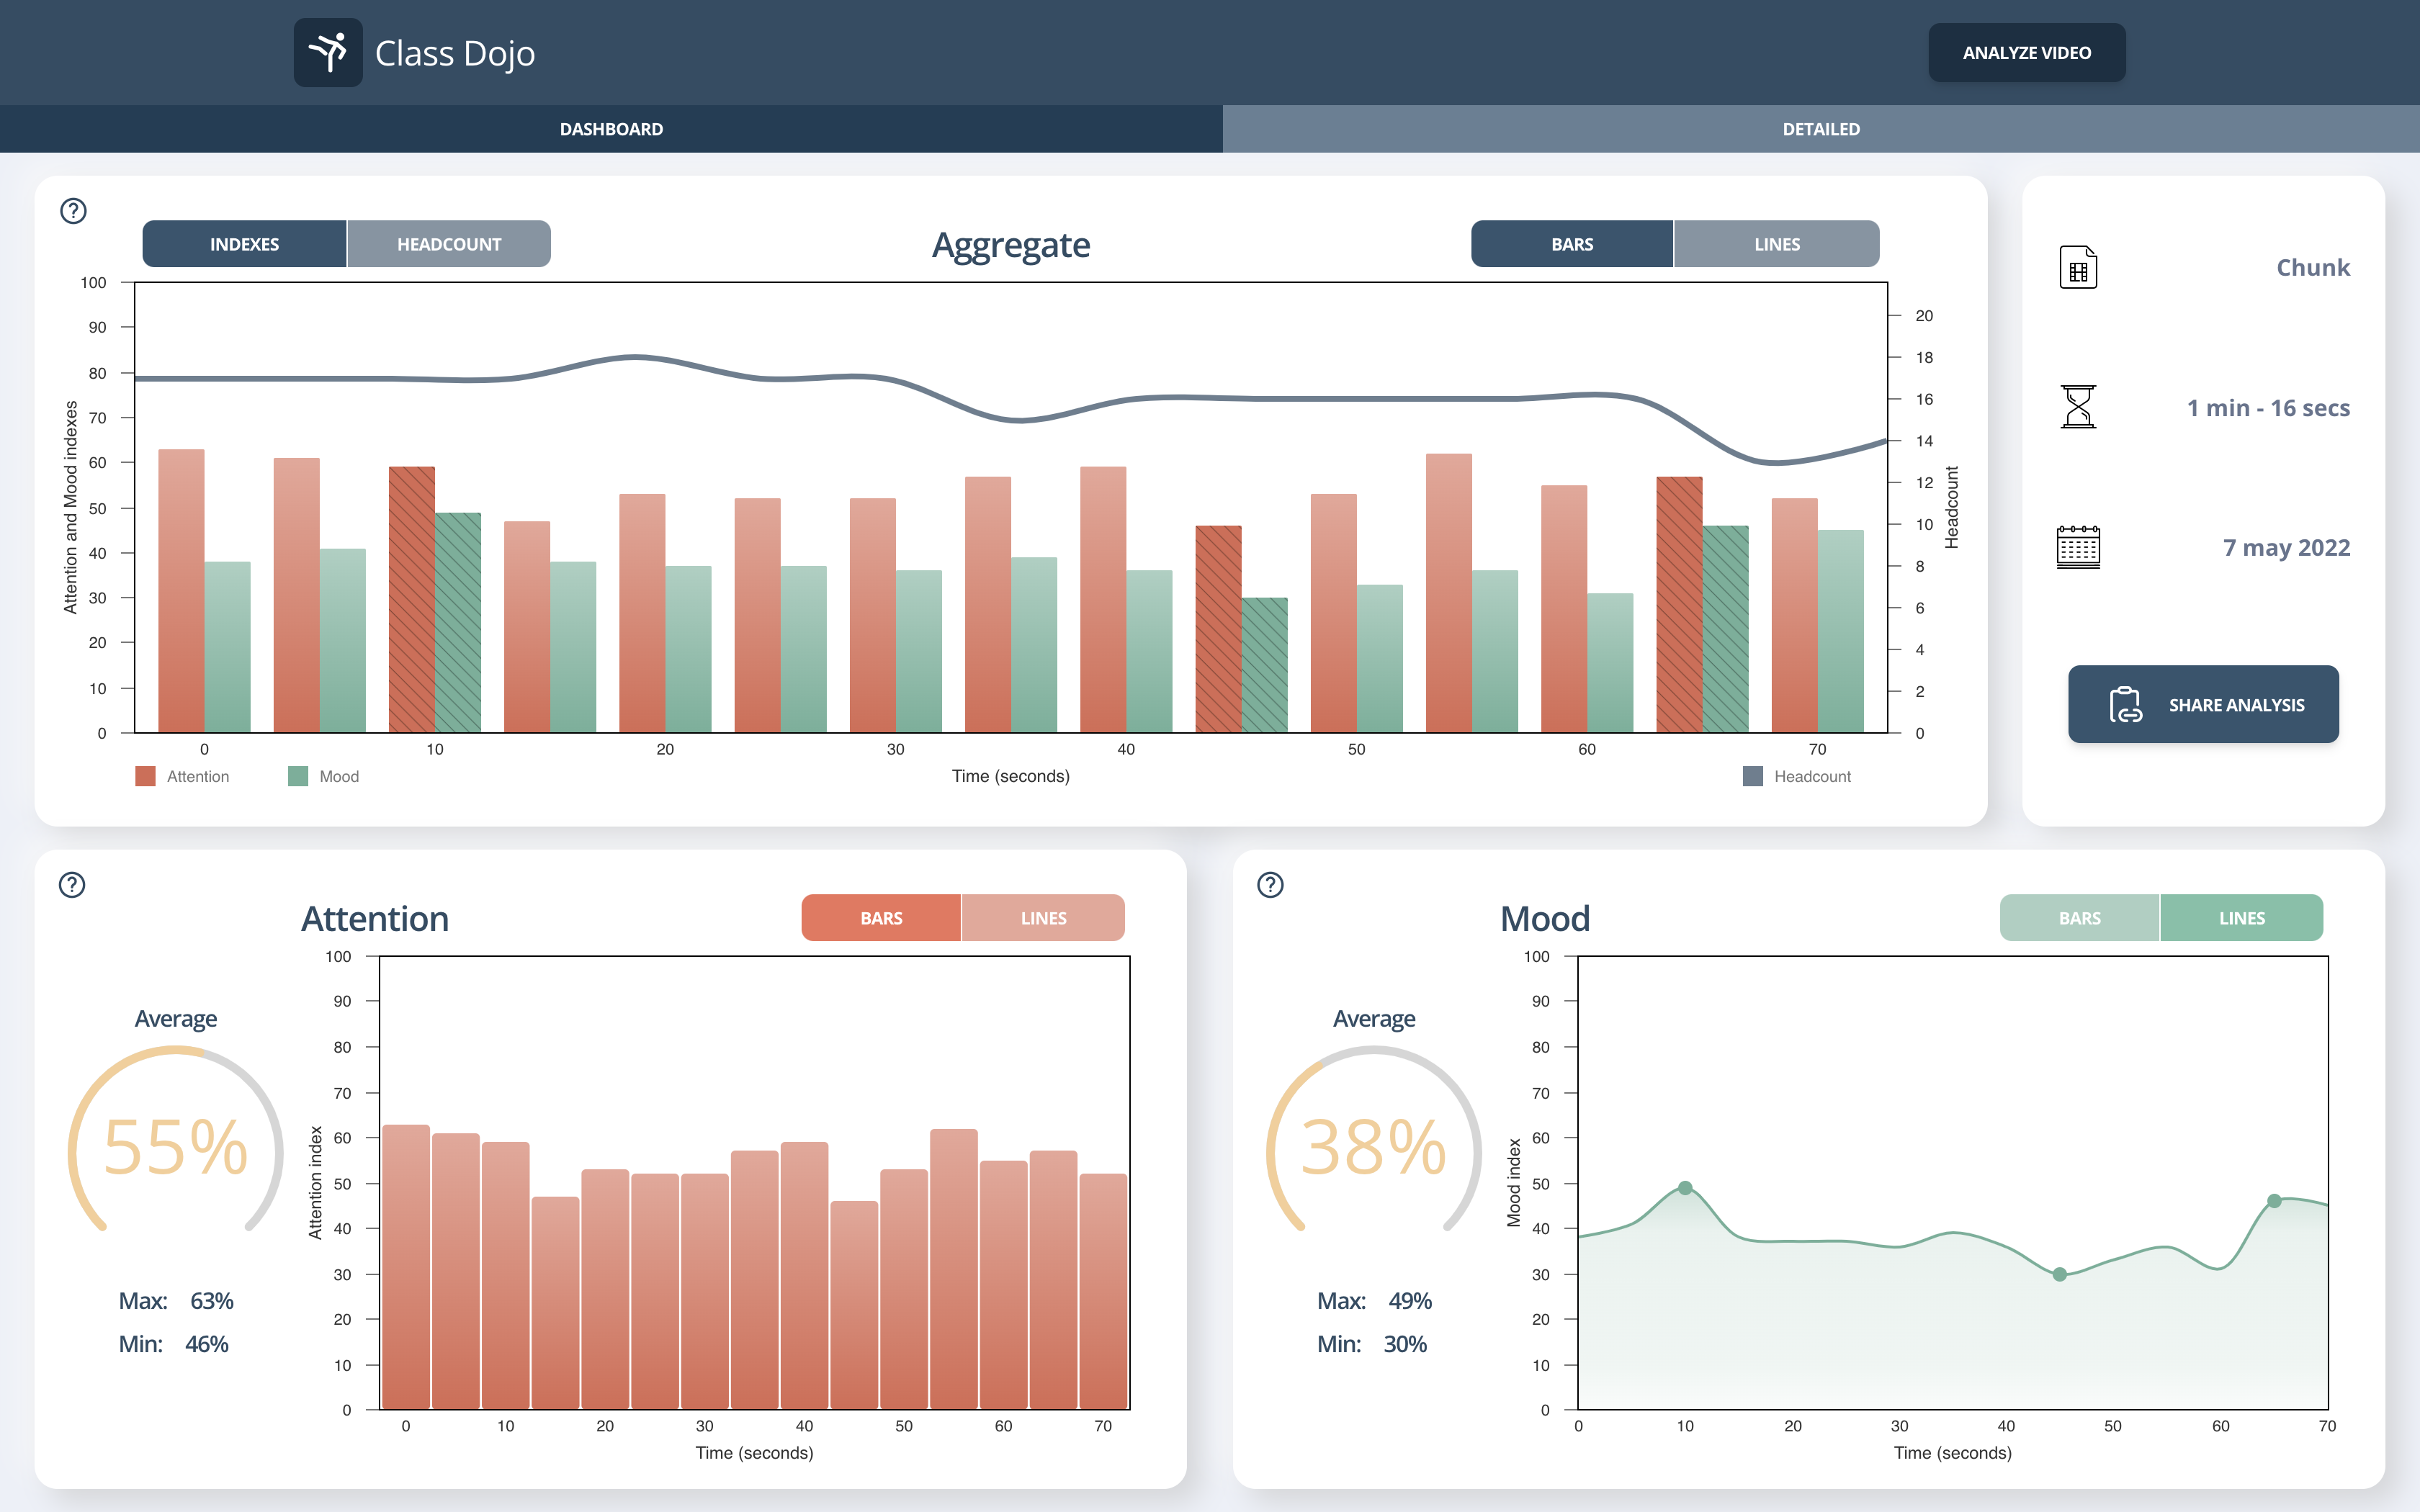 Class Dojo
ANALYZE VIDEO
DASHBOARD
DETAILED
?
INDEXES
HEADCOUNT
Aggregate
BARS
LINES
100
90
80
70
60
50
40
30
20
10
0
Attention and Mood indexes
20
18
16
14
12
10
8
6
4
2
0
Headcount
0 10 20 30 40 50 60 70
Attention
Mood
Time (seconds)
Headcount
Chunk
1 min - 16 secs
7 may 2022
SHARE ANALYSIS
?
Attention
BARS
LINES
Average
55%
Max: 63%
Min: 46%
100
90
80
70
60
50
40
30
20
10
0
Attention index
0 10 20 30 40 50 60 70
Time (seconds)
?
Mood
BARS
LINES
Average
38%
Max: 49%
Min: 30%
100
90
80
70
60
50
40
30
20
10
0
Mood index
0 10 20 30 40 50 60 70
Time (seconds)